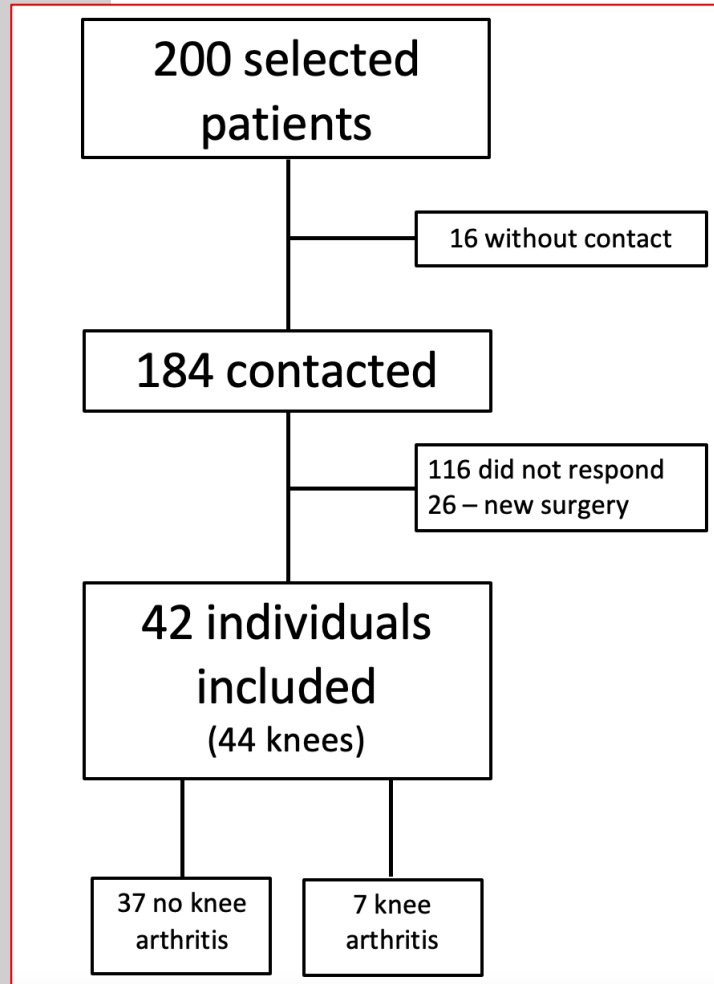 200 selected
patients
16 without contact
184 contacted
116 did not respond
26 – new surgery
42 individuals
included
(44 knees)
37 no knee
arthritis
7 knee
arthritis